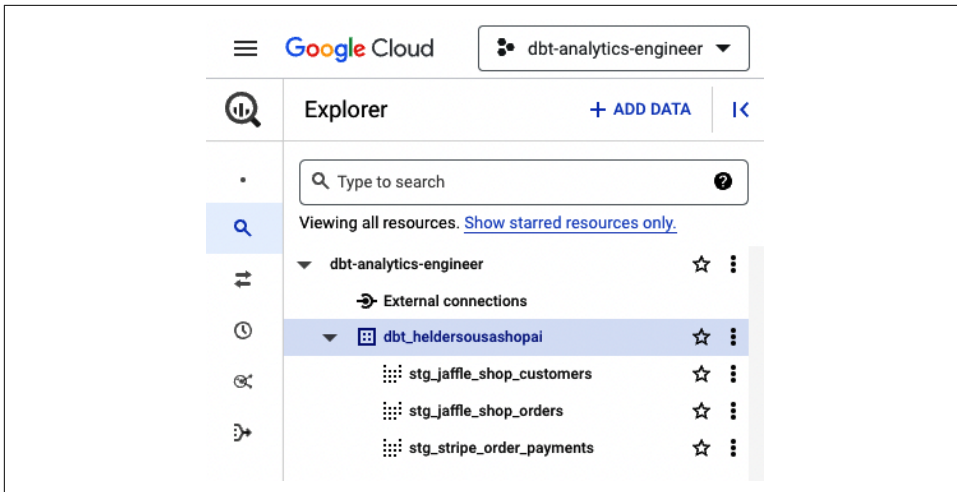 Google Cloud dbt-analytics-engineer
Explorer + ADD DATA
Type to search ?
Viewing all resources. Show starred resources only.
dbt-analytics-engineer
External connections
dbt_heldersousashopai
stg_jaffle_shop_customers
stg_jaffle_shop_orders
stg_stripe_order_payments